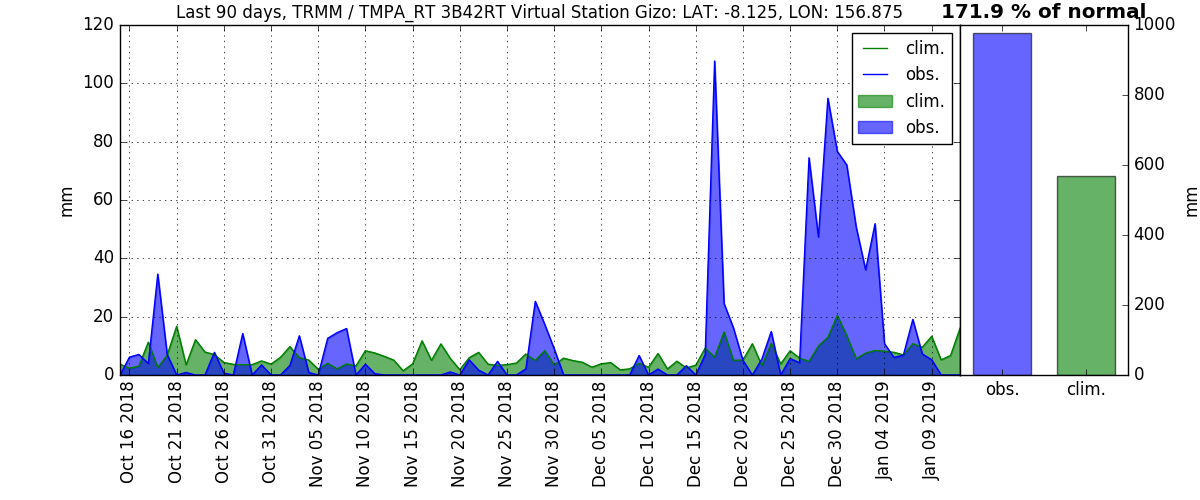 Last 90 days, TRMM / TMPA_RT 3B42RT Virtual Station Gizo: LAT: -8.125, LON: 156.875
171.9 % of normal
120
100
80
60
40
20
0
mm
clim.
obs.
clim.
obs.
Oct 16 2018
Oct 21 2018
Oct 26 2018
Oct 31 2018
Nov 05 2018
Nov 10 2018
Nov 15 2018
Nov 20 2018
Nov 25 2018
Nov 30 2018
Dec 05 2018
Dec 10 2018
Dec 15 2018
Dec 20 2018
Dec 25 2018
Dec 30 2018
Jan 04 2019
Jan 09 2019
1000
800
600
400
200
0
mm
obs.
clim.